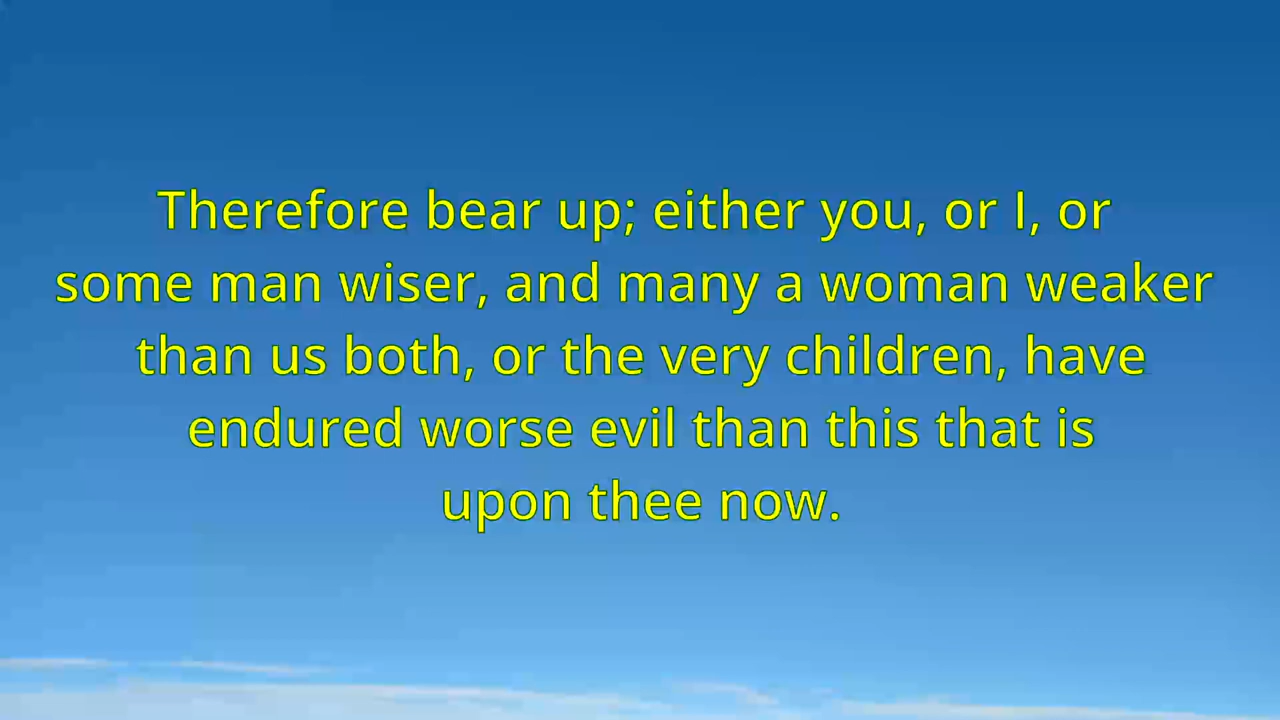 Therefore bear up; either you, or I, or
some man wiser, and many a woman weaker
than us both, or the very children, have
endured worse evil than this that is
upon thee now.